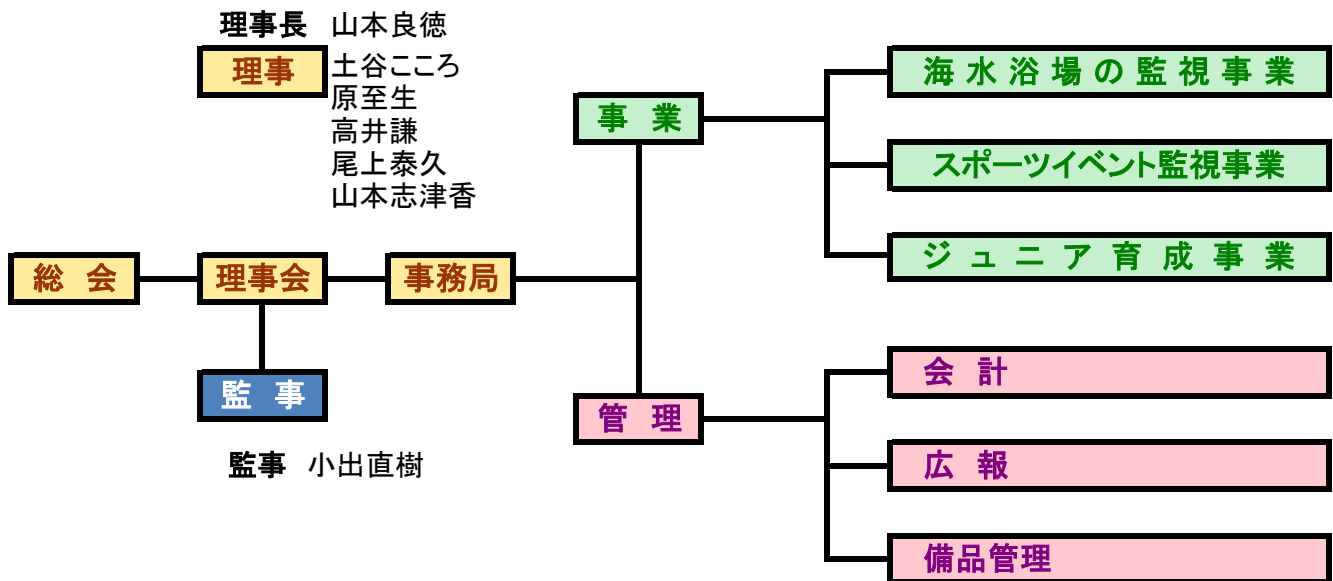 理事長 山本良徳
理事 土谷こころ
原至生
高井謙
尾上泰久
山本志津香
総 会
理事会
事務局
監 事
監事 小出直樹
事 業
海水浴場の監視事業
スポーツイベント監視事業
ジュニア育成事業
管 理
会 計
広 報
備品管理